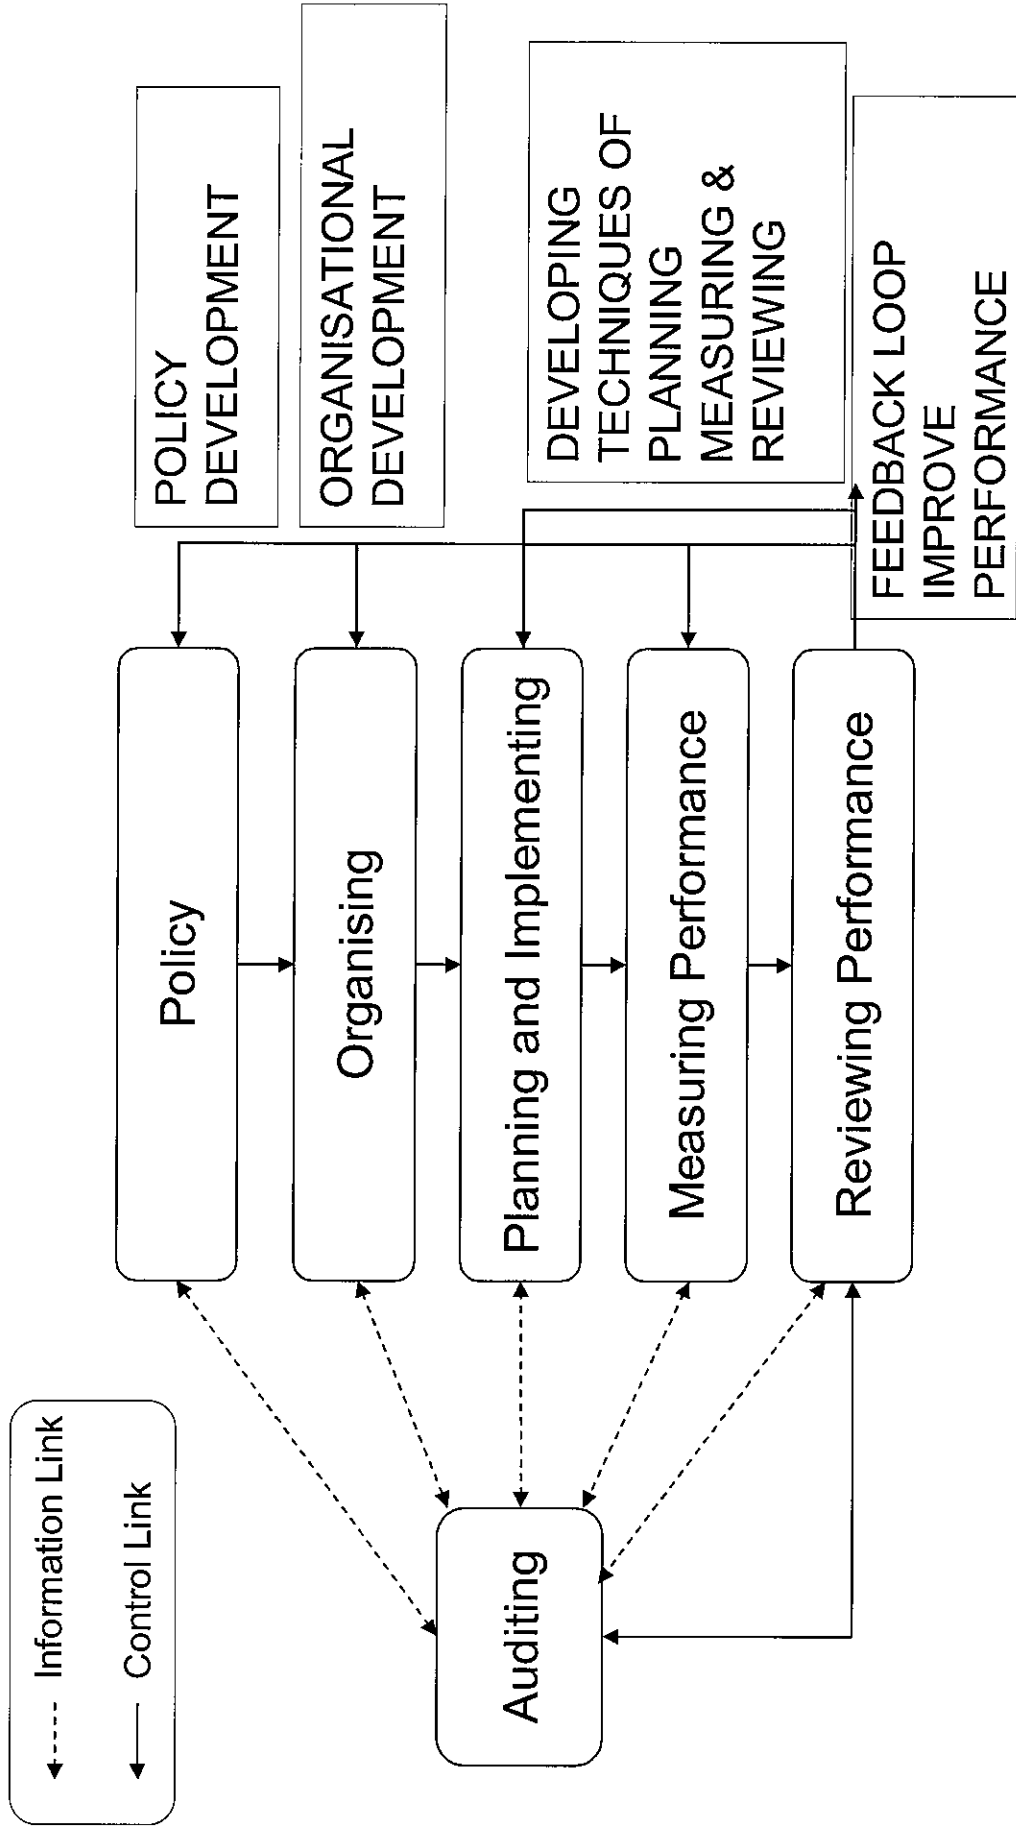 Information Link
Control Link
Policy
Organising
Planning and Implementing
Measuring Performance
Reviewing Performance
Auditing
POLICY
DEVELOPMENT
ORGANISATIONAL
DEVELOPMENT
DEVELOPING
TECHNIQUES OF
PLANNING
MEASURING &
REVIEWING
FEEDBACK LOOP
IMPROVE
PERFORMANCE